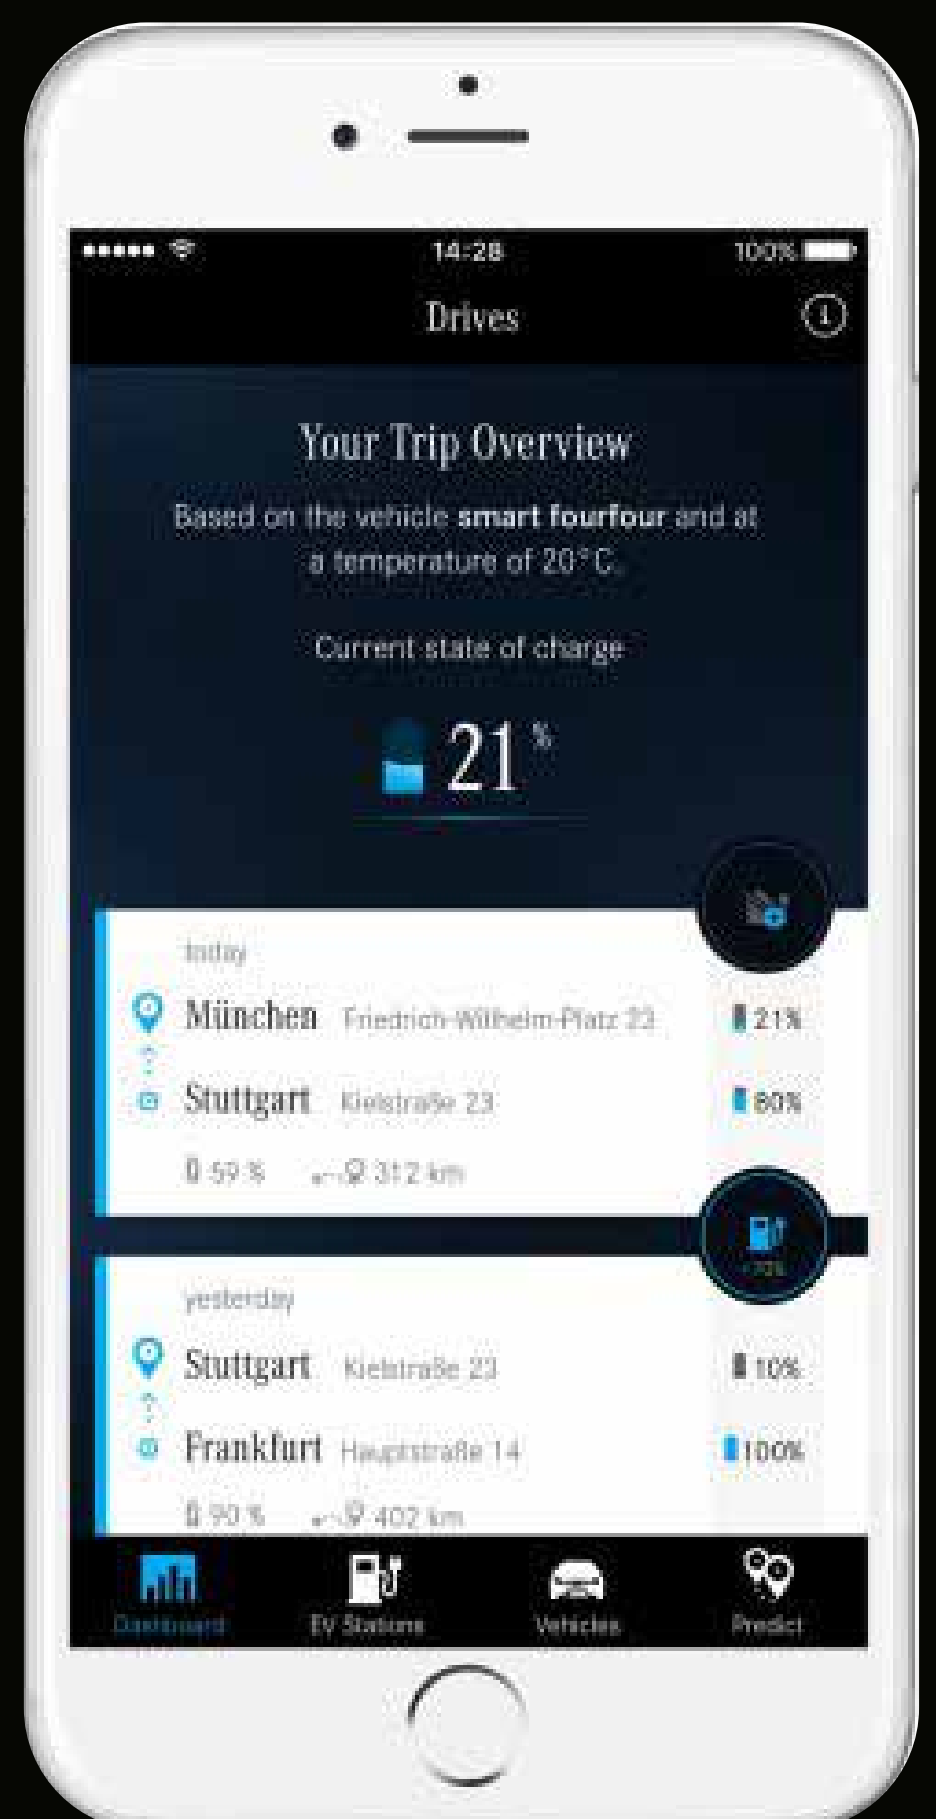 14:28 100%
Drives
Your Trip Overview
Based on the vehicle smart fourfour and at
a temperature of 20°C.
Current state of charge
21 %
today
München Friedrich-Wilhelm-Platz 23 21%
Stuttgart Kielstraße 23 80%
59 % 312 km
yesterday
Stuttgart Kielstraße 23 10%
Frankfurt Hauptstraße 14 100%
90 % 402 km
Dashboard EV Stations Vehicles Predict